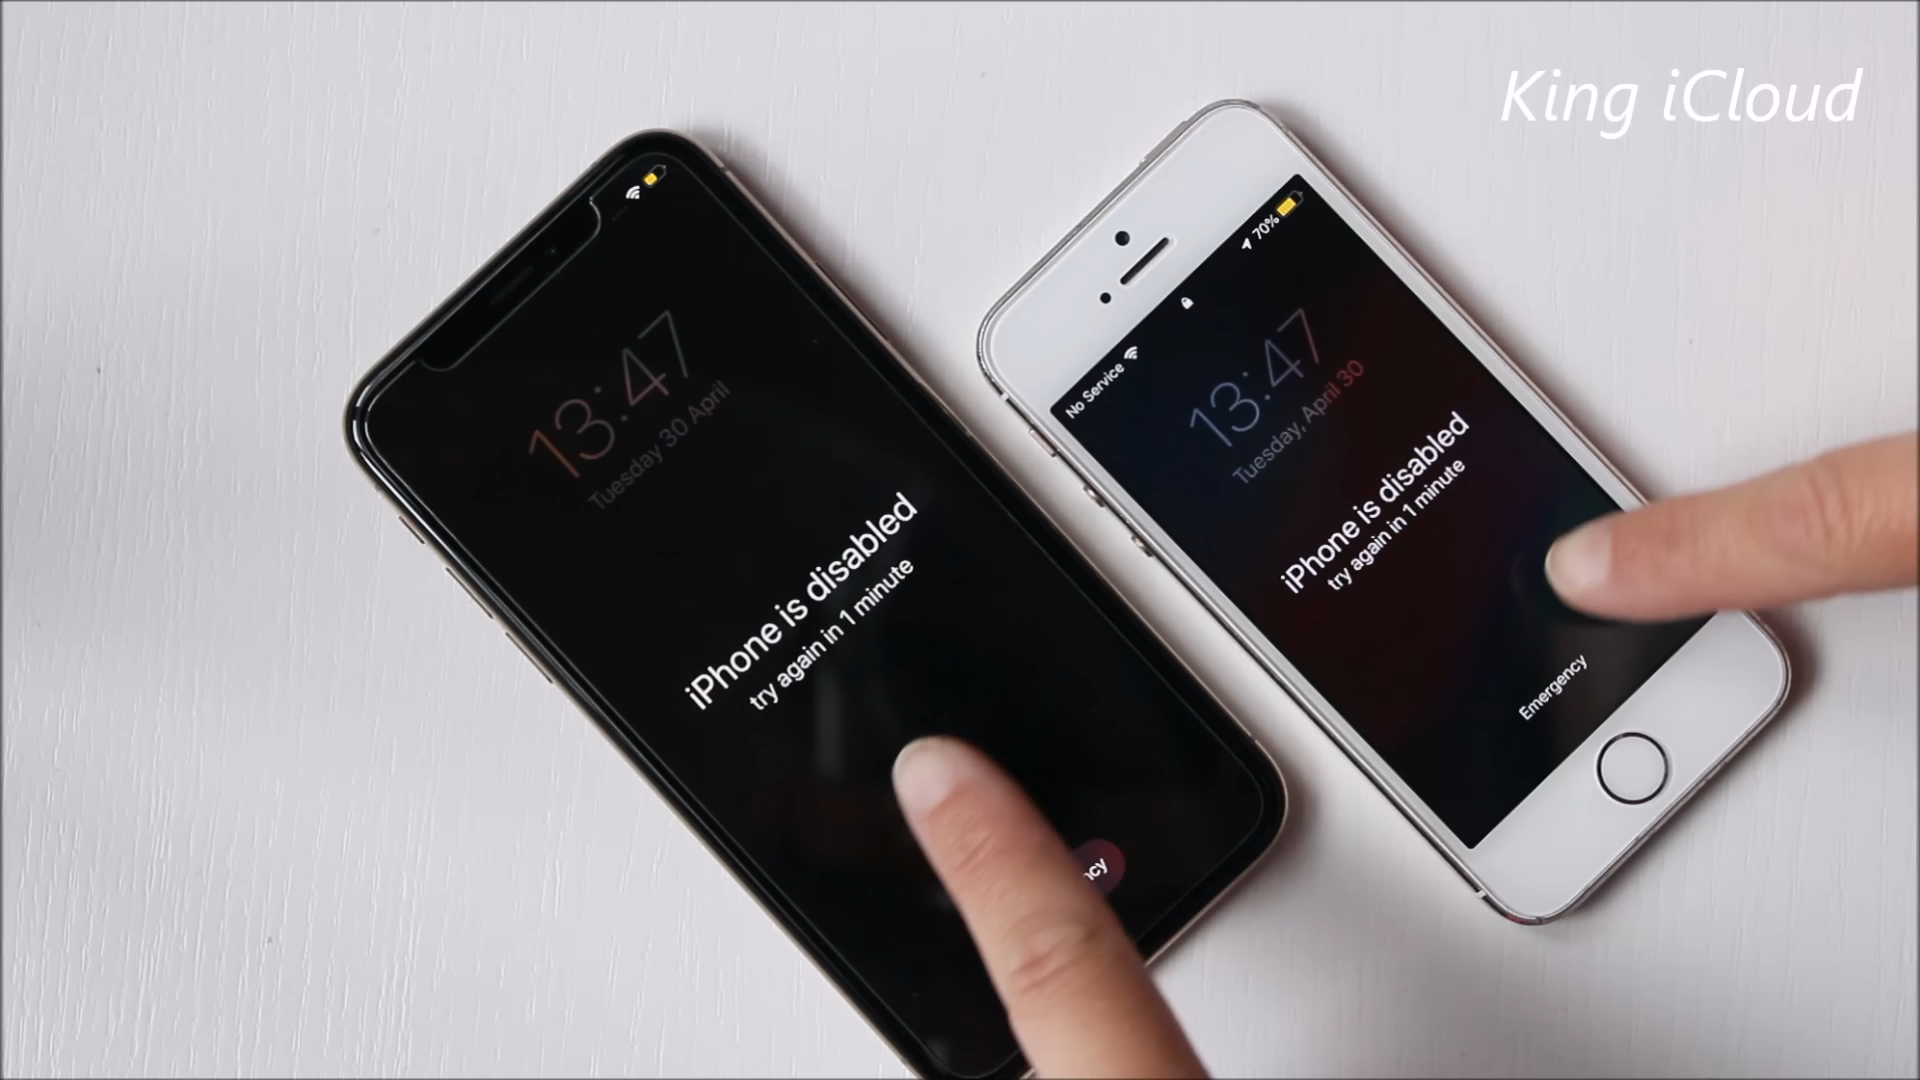 King iCloud
13:47
Tuesday 30 April
iPhone is disabled
try again in 1 minute
No Service
70%
13:47
Tuesday, April 30
iPhone is disabled
try again in 1 minute
Emergency